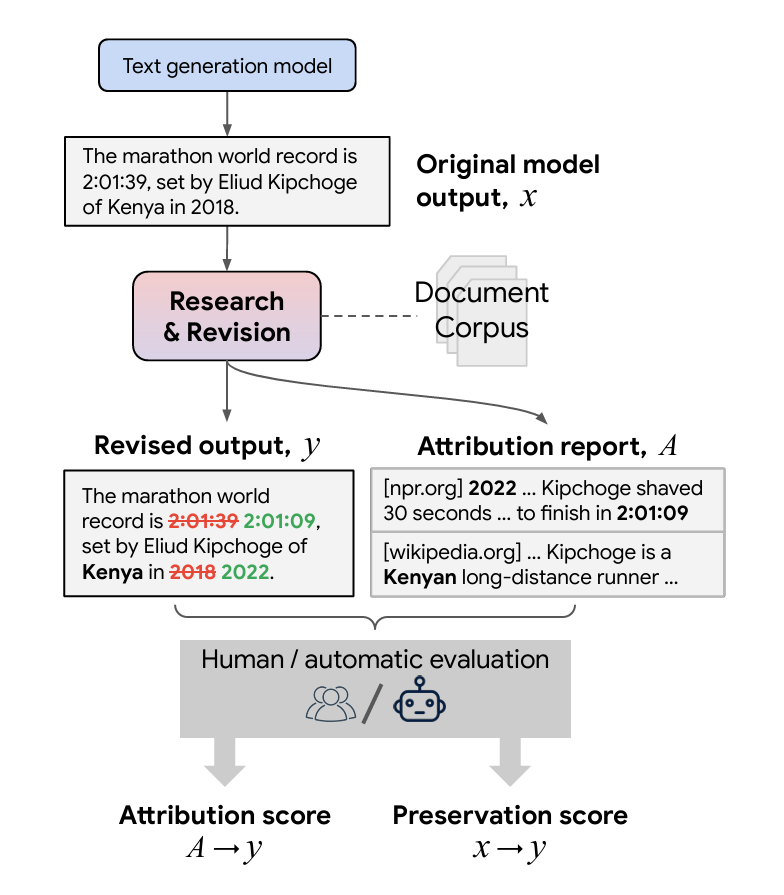 Text generation model
The marathon world record is
2:01:39, set by Eliud Kipchoge
of Kenya in 2018.
Original model
output, x
Research
& Revision
Document
Corpus
Revised output, y
The marathon world
record is 2:01:39 2:01:09,
set by Eliud Kipchoge of
Kenya in 2018 2022.
Attribution report, A
[npr.org] 2022 ... Kipchoge shaved
30 seconds ... to finish in 2:01:09
[wikipedia.org] ... Kipchoge is a
Kenyan long-distance runner ...
Human / automatic evaluation
/
Attribution score
A → y
Preservation score
x → y